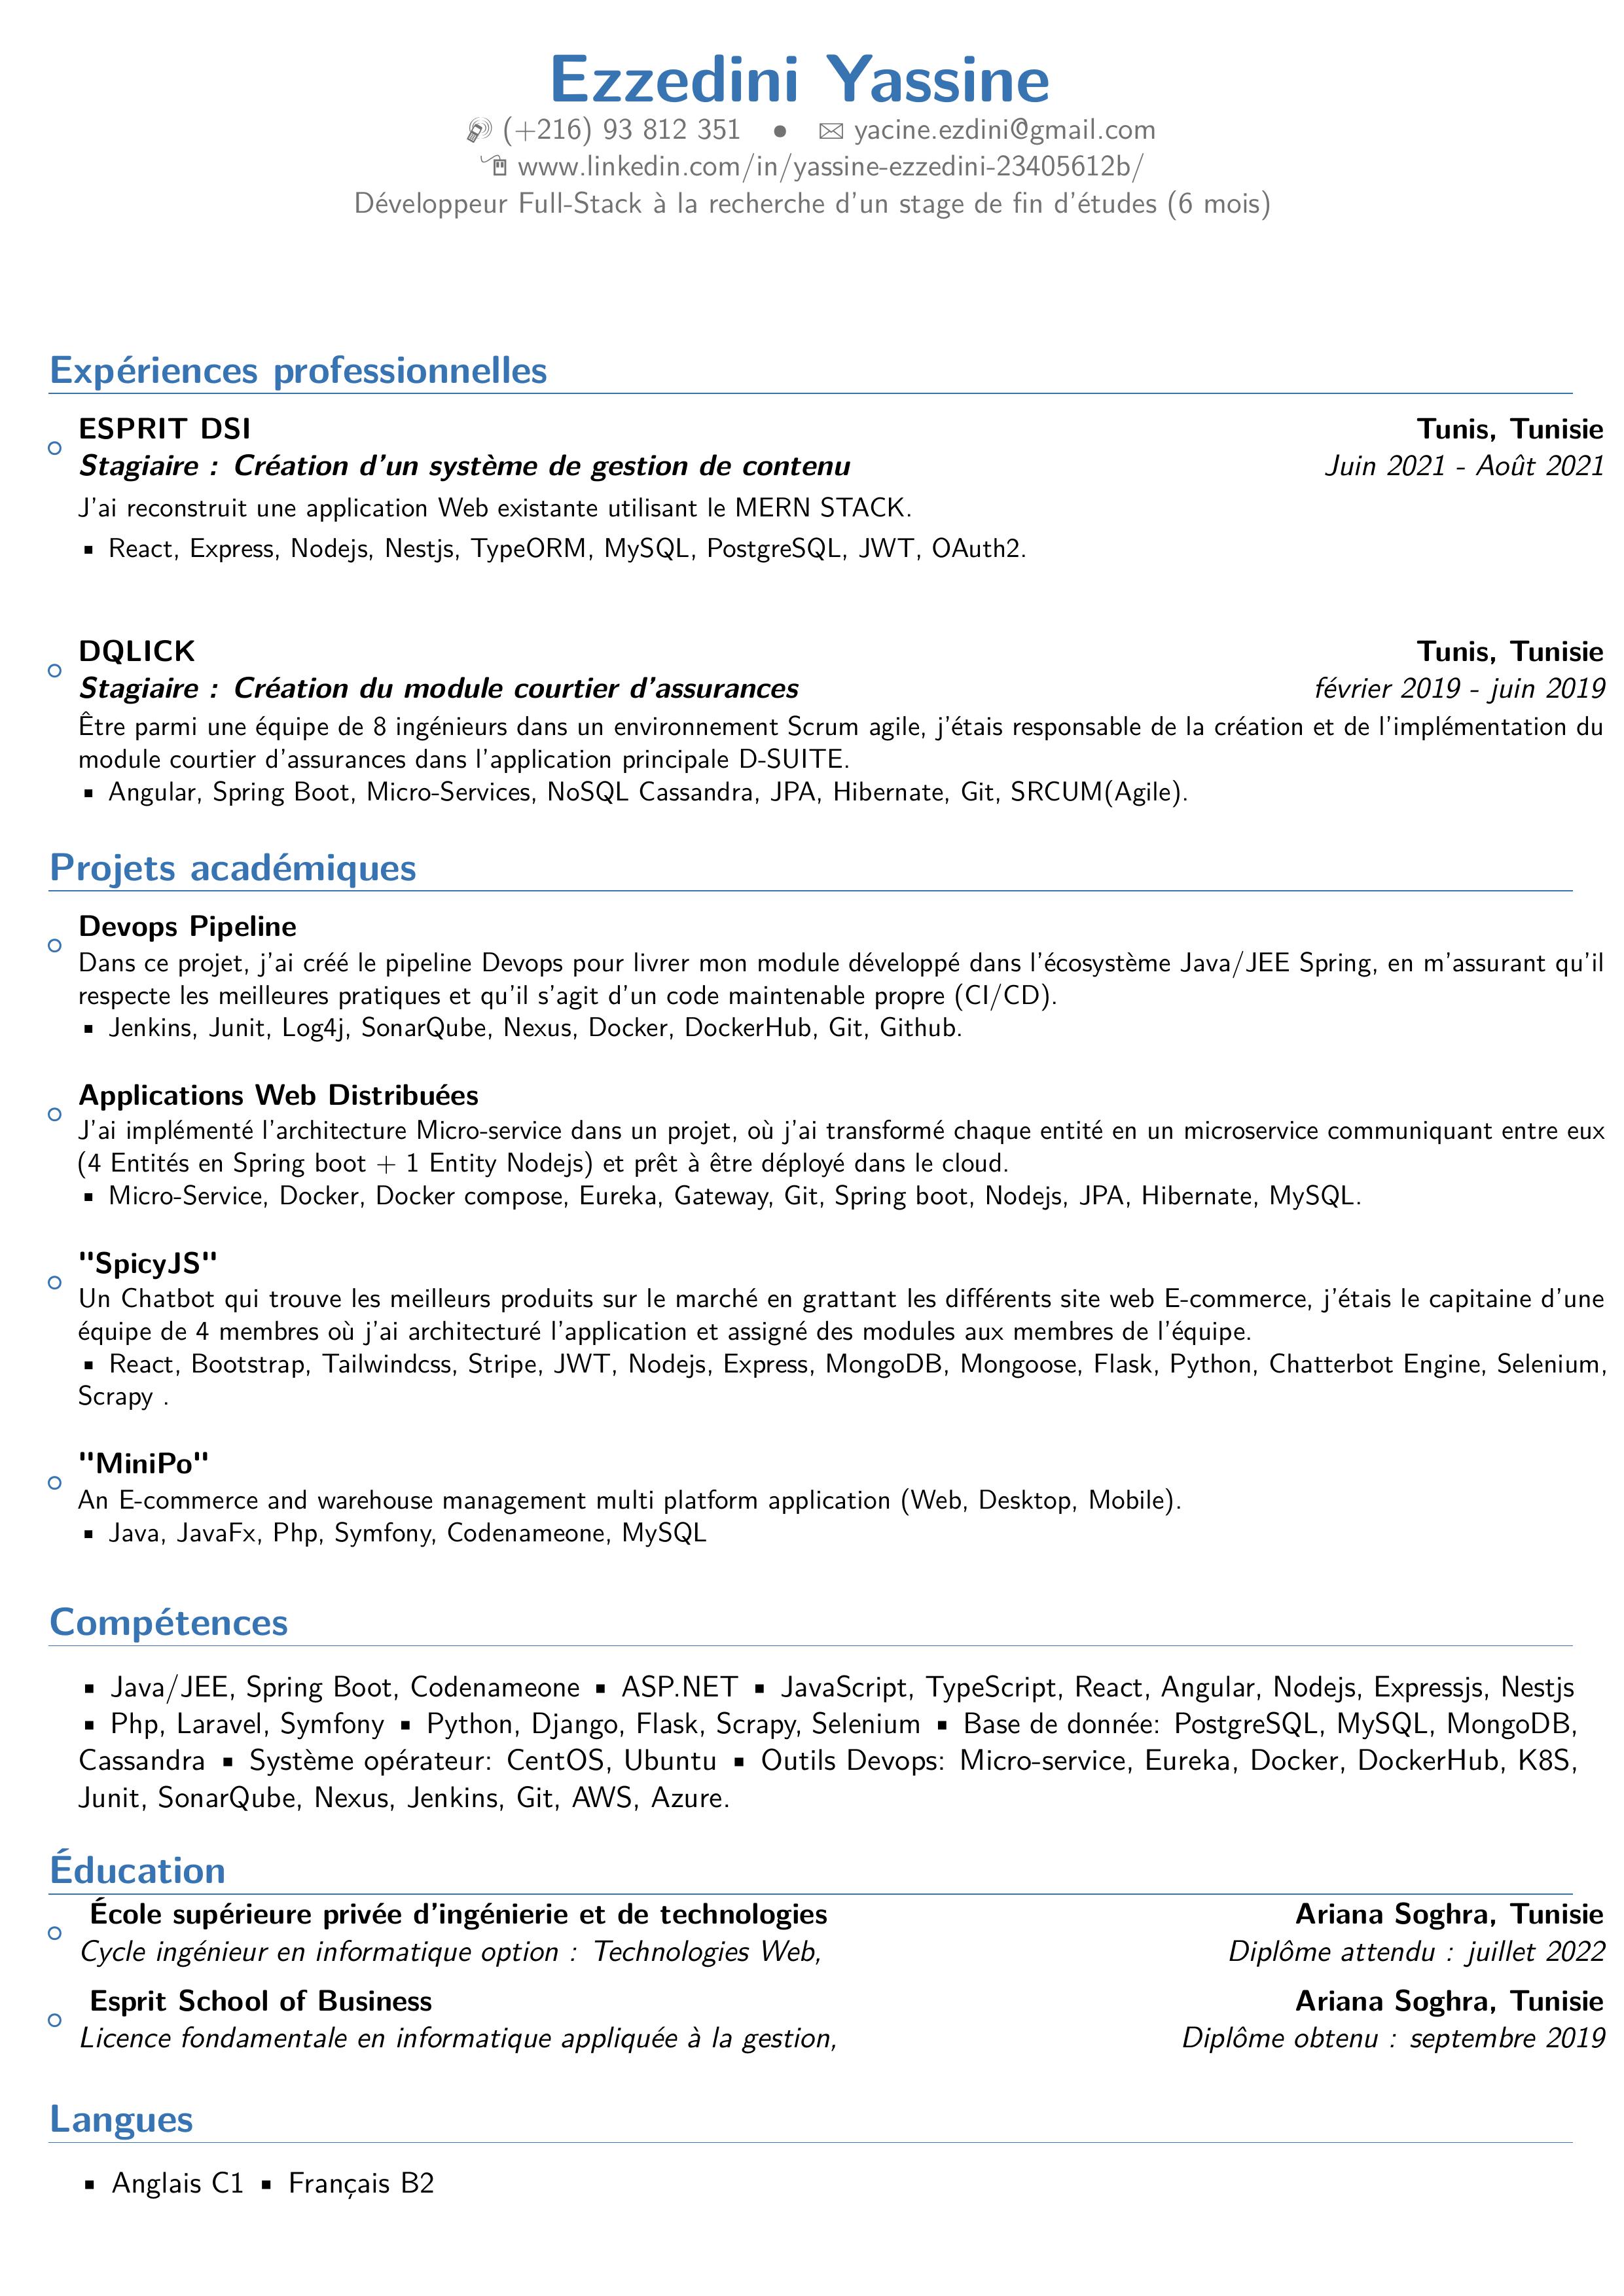 Ezzedini Yassine
(+216) 93 812 351 • yacine.ezdini@gmail.com
www.linkedin.com/in/yassine-ezzedini-23405612b/
Développeur Full-Stack à la recherche d'un stage de fin d'études (6 mois)
Expériences professionnelles
ESPRIT DSI Tunis, Tunisie
Stagiaire : Création d'un système de gestion de contenu Juin 2021 - Août 2021
J'ai reconstruit une application Web existante utilisant le MERN STACK.
▪ React, Express, Nodejs, Nestjs, TypeORM, MySQL, PostgreSQL, JWT, OAuth2.
DQLICK Tunis, Tunisie
Stagiaire : Création du module courtier d'assurances février 2019 - juin 2019
Être parmi une équipe de 8 ingénieurs dans un environnement Scrum agile, j'étais responsable de la création et de l'implémentation du
module courtier d'assurances dans l'application principale D-SUITE.
▪ Angular, Spring Boot, Micro-Services, NoSQL Cassandra, JPA, Hibernate, Git, SRCUM(Agile).
Projets académiques
Devops Pipeline
Dans ce projet, j'ai créé le pipeline Devops pour livrer mon module développé dans l'écosystème Java/JEE Spring, en m'assurant qu'il
respecte les meilleures pratiques et qu'il s'agit d'un code maintenable propre (CI/CD).
▪ Jenkins, Junit, Log4j, SonarQube, Nexus, Docker, DockerHub, Git, Github.
Applications Web Distribuées
J'ai implémenté l'architecture Micro-service dans un projet, où j'ai transformé chaque entité en un microservice communiquant entre eux
(4 Entités en Spring boot + 1 Entity Nodejs) et prêt à être déployé dans le cloud.
▪ Micro-Service, Docker, Docker compose, Eureka, Gateway, Git, Spring boot, Nodejs, JPA, Hibernate, MySQL.
"SpicyJS"
Un Chatbot qui trouve les meilleurs produits sur le marché en grattant les différents site web E-commerce, j'étais le capitaine d'une
équipe de 4 membres où j'ai architecturé l'application et assigné des modules aux membres de l'équipe.
▪ React, Bootstrap, Tailwindcss, Stripe, JWT, Nodejs, Express, MongoDB, Mongoose, Flask, Python, Chatterbot Engine, Selenium,
Scrapy .
"MiniPo"
An E-commerce and warehouse management multi platform application (Web, Desktop, Mobile).
▪ Java, JavaFx, Php, Symfony, Codenameone, MySQL
Compétences
▪ Java/JEE, Spring Boot, Codenameone ▪ ASP.NET ▪ JavaScript, TypeScript, React, Angular, Nodejs, Expressjs, Nestjs
▪ Php, Laravel, Symfony ▪ Python, Django, Flask, Scrapy, Selenium ▪ Base de donnée: PostgreSQL, MySQL, MongoDB,
Cassandra ▪ Système opérateur: CentOS, Ubuntu ▪ Outils Devops: Micro-service, Eureka, Docker, DockerHub, K8S,
Junit, SonarQube, Nexus, Jenkins, Git, AWS, Azure.
Éducation
École supérieure privée d'ingénierie et de technologies Ariana Soghra, Tunisie
Cycle ingénieur en informatique option : Technologies Web, Diplôme attendu : juillet 2022
Esprit School of Business Ariana Soghra, Tunisie
Licence fondamentale en informatique appliquée à la gestion, Diplôme obtenu : septembre 2019
Langues
▪ Anglais C1 ▪ Français B2